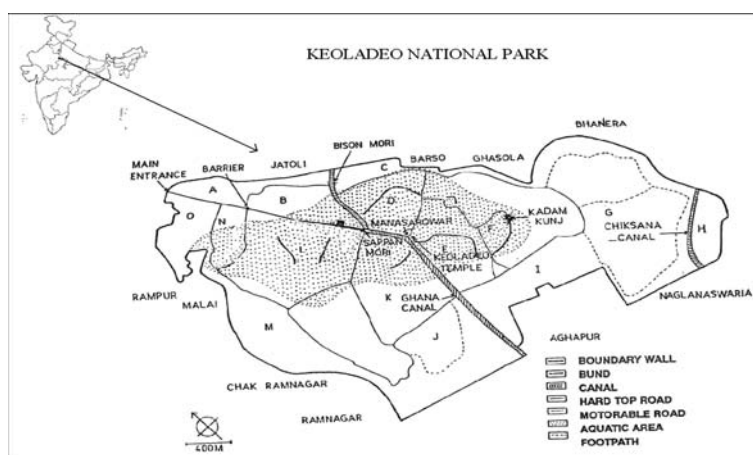 KEOLADEO NATIONAL PARK
BHANERA
BISON MORI
MAIN
ENTRANCE
BARRIER
JATOLI
C
BARSO
GHASOLA
A
B
D
O
N
MANASAROWAR
F
KADAM
KUNJ
G
CHIKSANA
CANAL
H
L
SAPPAN
MORI
E
KEOLADEO
TEMPLE
I
RAMPUR
MALAI
K
GHANA
CANAL
NAGLANASWARIA
M
J
AGHAPUR
CHAK RAMNAGAR
RAMNAGAR
400M
BOUNDARY WALL
BUND
CANAL
HARD TOP ROAD
MOTORABLE ROAD
AQUATIC AREA
FOOTPATH